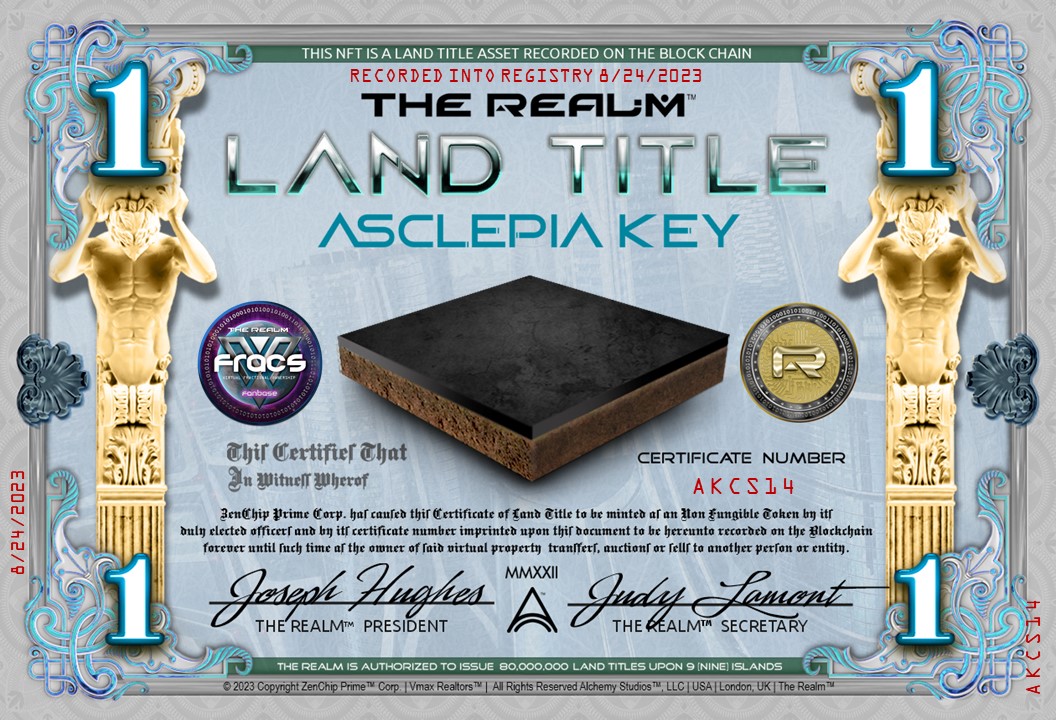 THIS NFT IS A LAND TITLE ASSET RECORDED ON THE BLOCK CHAIN
RECORDED INTO REGISTRY 8/24/2023
1 1
THE REALM™
LAND TITLE
ASCLEPIA KEY
THE REALM
Fracs
VIRTUAL FRACTIONAL OWNERSHIP
Fanbase
R
This Certifies That
In Witness Wherof
CERTIFICATE NUMBER
AKCS14
ZenChip Prime Corp. has caused this Certificate of Land Title to be minted as an Non Fungible Token by its
duly elected officers and by its certificate number imprinted upon this document to be hereunto recorded on the Blockchain
forever until such time as the owner of said virtual property transfers, auctions or sells to another person or entity.
8/24/2023
MMXXII
Joseph Hughes Judy Lamont
THE REALM™ PRESIDENT THE REALM™ SECRETARY
1 1
AKCS14
THE REALM IS AUTHORIZED TO ISSUE 80,000,000 LAND TITLES UPON 9 (NINE) ISLANDS
© 2023 Copyright ZenChip Prime™ Corp. | Vmax Realtors™ | All Rights Reserved Alchemy Studios™, LLC | USA | London, UK | The Realm™